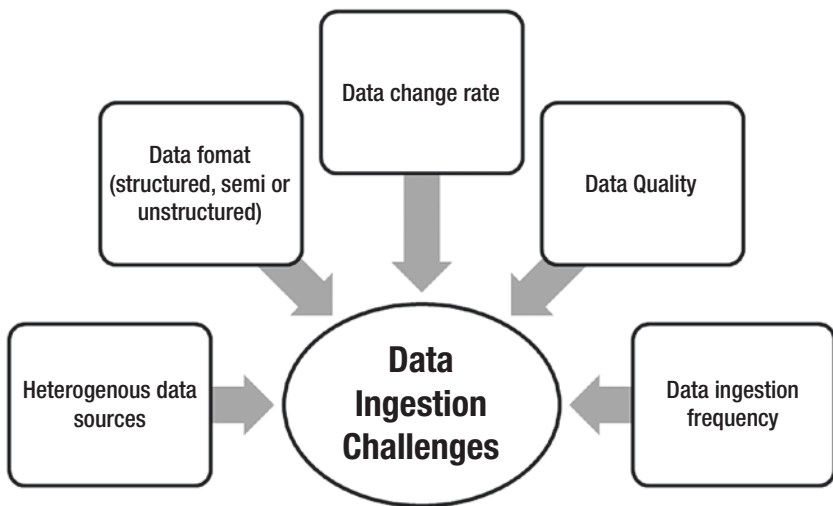 Data change rate
Data fomat
(structured, semi or
unstructured)
Data Quality
Heterogenous data
sources
Data
Ingestion
Challenges
Data ingestion
frequency